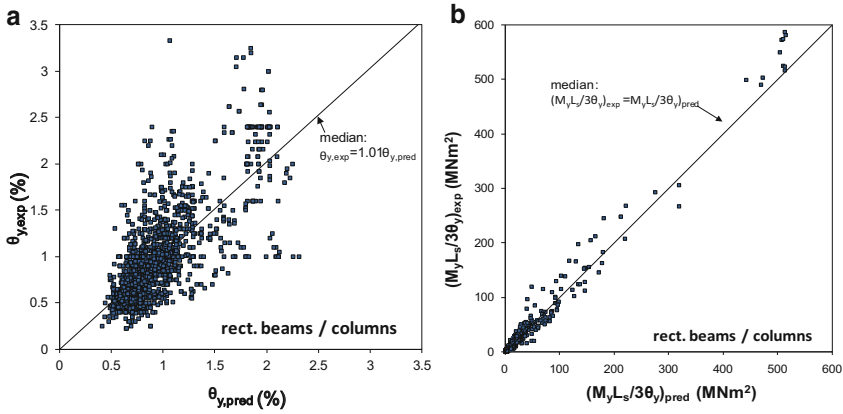 a
3.5
3
2.5
2
1.5
1
0.5
0
θy,exp (%)
median:
θy,exp=1.01θy,pred
rect. beams / columns
0 0.5 1 1.5 2 2.5 3 3.5
θy,pred (%)
b
600
500
400
300
200
100
0
(MyLs/3θy)exp (MNm²)
median:
(MyLs/3θy)exp=MyLs/3θy)pred
rect. beams / columns
0 100 200 300 400 500 600
(MyLs/3θy)pred (MNm²)